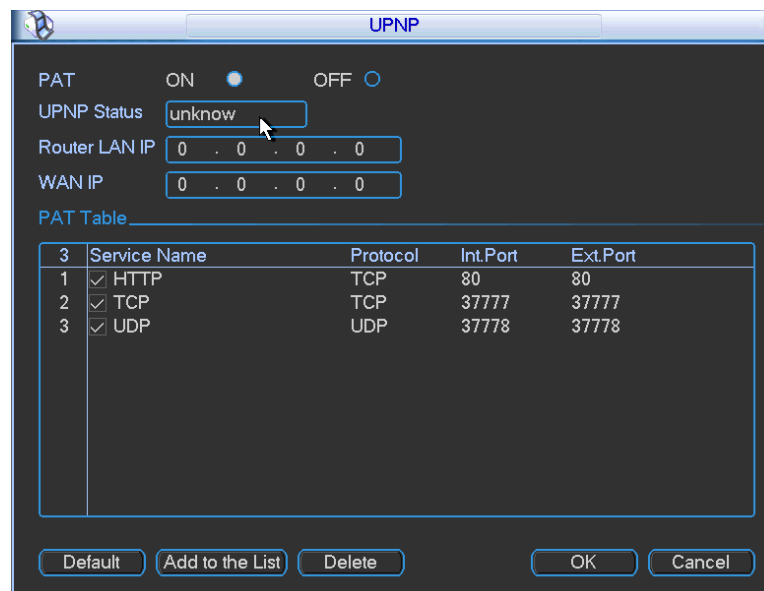 UPNP
PAT ON OFF
UPNP Status unknow
Router LAN IP 0 . 0 . 0 . 0
WAN IP 0 . 0 . 0 . 0
PAT Table
3 Service Name Protocol Int.Port Ext.Port
1 HTTP TCP 80 80
2 TCP TCP 37777 37777
3 UDP UDP 37778 37778
Default Add to the List Delete OK Cancel